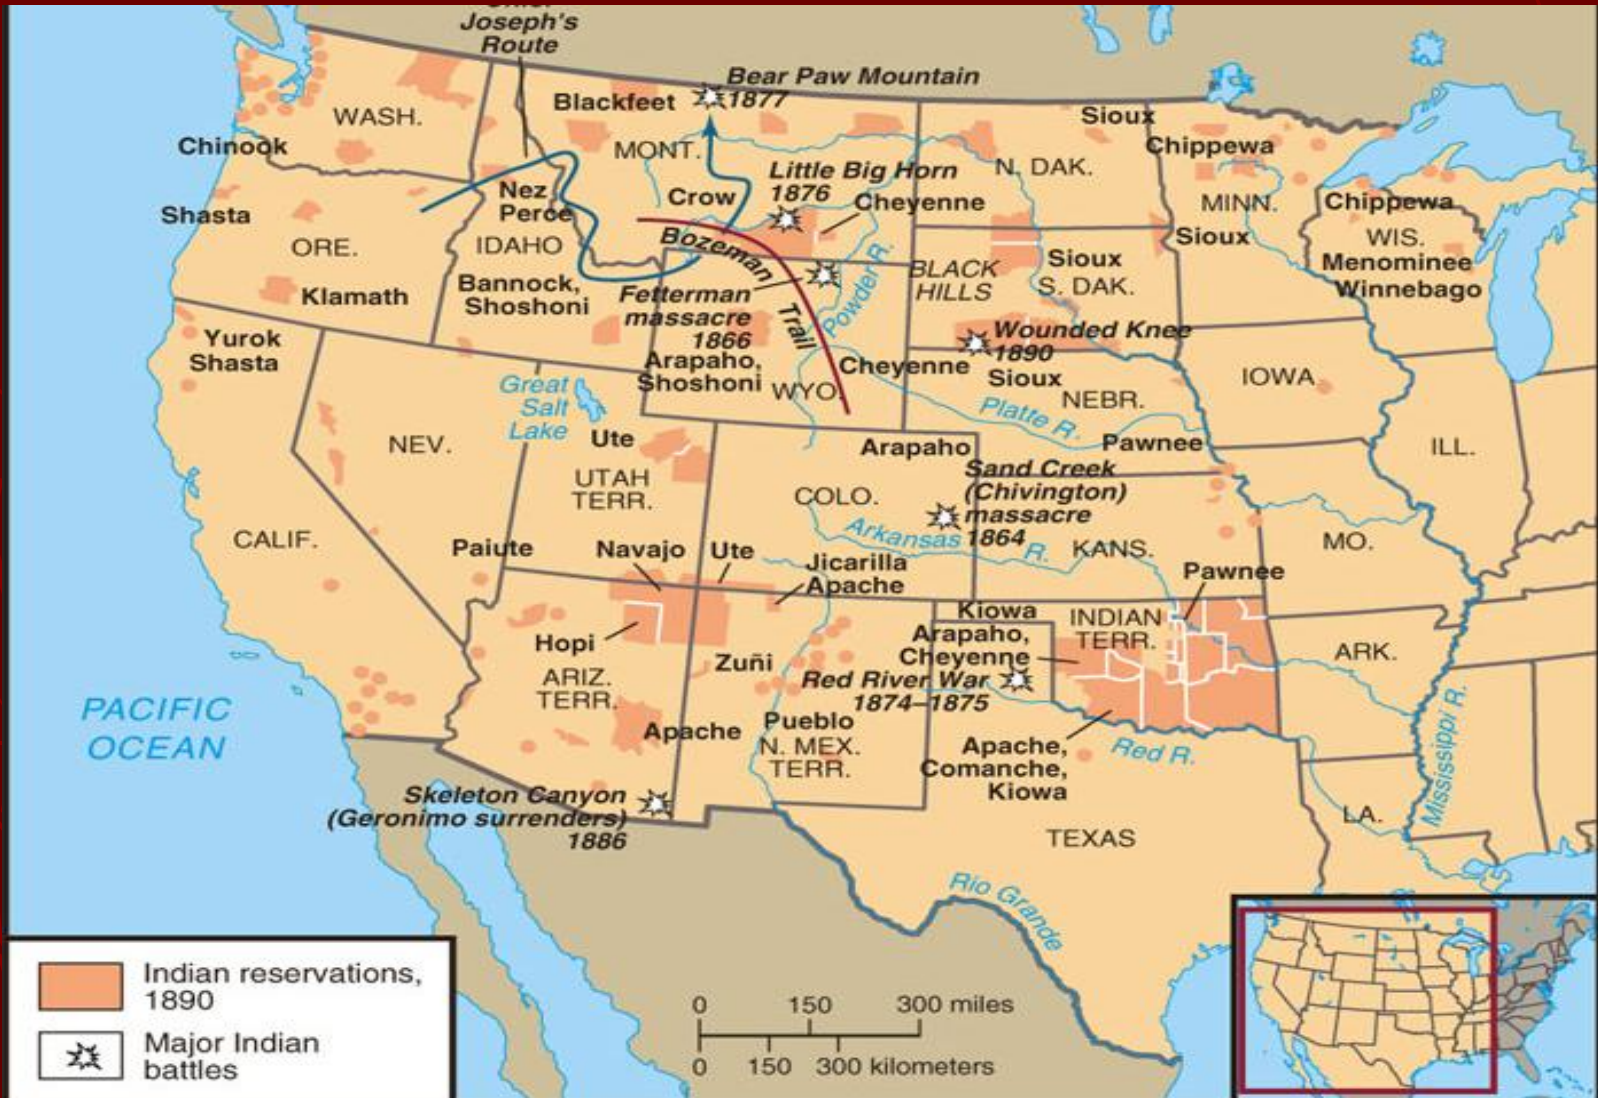 Joseph's
Route
Bear Paw Mountain
1877
Blackfeet
WASH.
Sioux
Chinook
MONT.
Chippewa
N. DAK.
Little Big Horn
1876
Nez
Perce
Crow
Cheyenne
MINN.
Chippewa
Shasta
ORE.
IDAHO
Bozeman
Trail
Powder R.
Sioux
WIS.
Menominee
Winnebago
BLACK
HILLS
Sioux
S. DAK.
Klamath
Bannock,
Shoshoni
Fetterman
massacre
1866
Wounded Knee
1890
Yurok
Shasta
Arapaho,
Shoshoni
WYO.
Cheyenne
Sioux
NEBR.
IOWA
Great
Salt
Lake
Platte R.
NEV.
Ute
Arapaho
Pawnee
ILL.
UTAH
TERR.
COLO.
Sand Creek
(Chivington)
massacre
1864
Arkansas
R.
CALIF.
Paiute
Navajo
Ute
KANS.
MO.
Jicarilla
Apache
Pawnee
Kiowa
INDIAN
TERR.
Hopi
Arapaho,
Cheyenne
ARK.
ARIZ.
TERR.
Zuñi
Red River War
1874–1875
PACIFIC
OCEAN
Apache
Pueblo
N. MEX.
TERR.
Apache,
Comanche,
Kiowa
Red R.
Mississippi R.
Skeleton Canyon
(Geronimo surrenders)
1886
TEXAS
LA.
Rio Grande
Indian reservations,
1890
Major Indian
battles
0 150 300 miles
0 150 300 kilometers